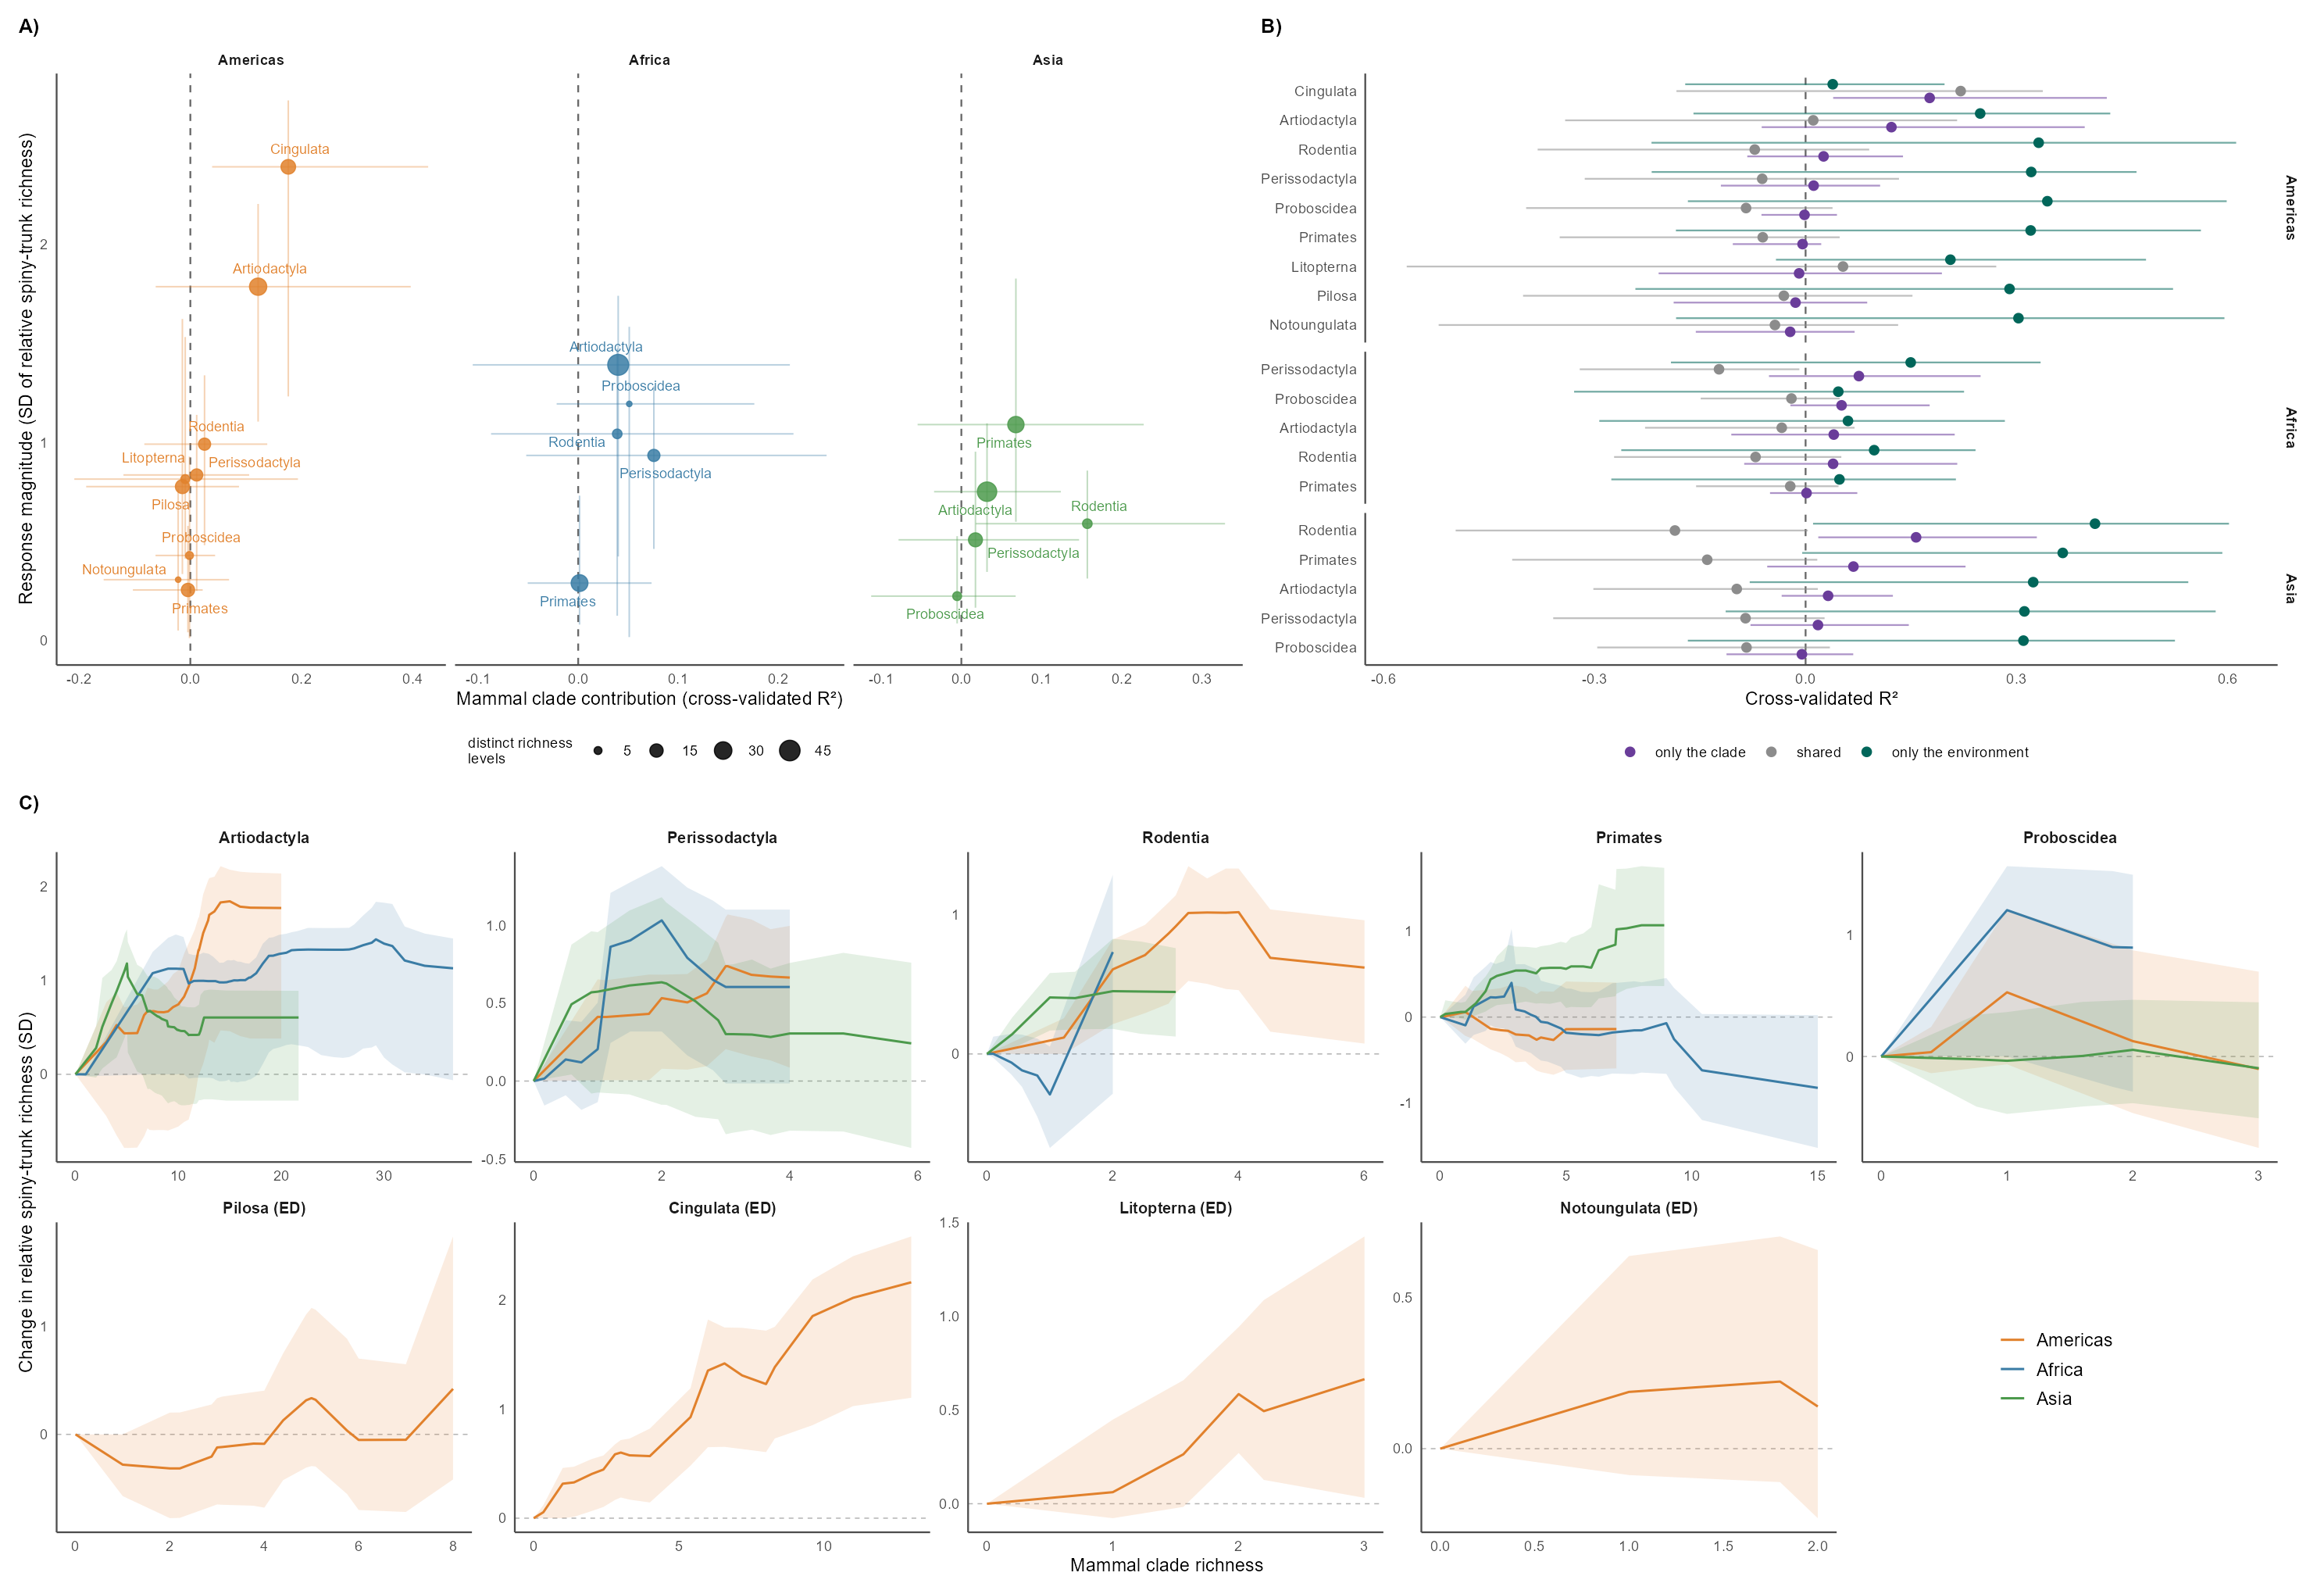 A)
Americas
Africa
Asia
Response magnitude (SD of relative spiny-trunk richness)
2
1
0
Cingulata
Artiodactyla
Rodentia
Litopterna
Perissodactyla
Pilosa
Proboscidea
Notoungulata
Primates
Artiodactyla
Proboscidea
Rodentia
Perissodactyla
Primates
Primates
Artiodactyla
Rodentia
Perissodactyla
Proboscidea
-0.2 0.0 0.2 0.4
-0.1 0.0 0.1 0.2
-0.1 0.0 0.1 0.2 0.3
Mammal clade contribution (cross-validated R²)
distinct richness
levels
5 15 30 45
B)
Cingulata
Artiodactyla
Rodentia
Perissodactyla
Proboscidea
Primates
Litopterna
Pilosa
Notoungulata
Americas
Perissodactyla
Proboscidea
Artiodactyla
Rodentia
Primates
Africa
Rodentia
Primates
Artiodactyla
Perissodactyla
Proboscidea
Asia
-0.6 -0.3 0.0 0.3 0.6
Cross-validated R²
only the clade shared only the environment
C)
Change in relative spiny-trunk richness (SD)
Artiodactyla
2
1
0
0 10 20 30
Perissodactyla
1.0
0.5
0.0
-0.5
0 2 4 6
Rodentia
1
0
0 2 4 6
Primates
1
0
-1
0 5 10 15
Proboscidea
1
0
0 1 2 3
Pilosa (ED)
1
0
0 2 4 6 8
Cingulata (ED)
2
1
0
0 5 10
Litopterna (ED)
1.5
1.0
0.5
0.0
0 1 2 3
Notoungulata (ED)
0.5
0.0
0.0 0.5 1.0 1.5 2.0
Americas
Africa
Asia
Mammal clade richness